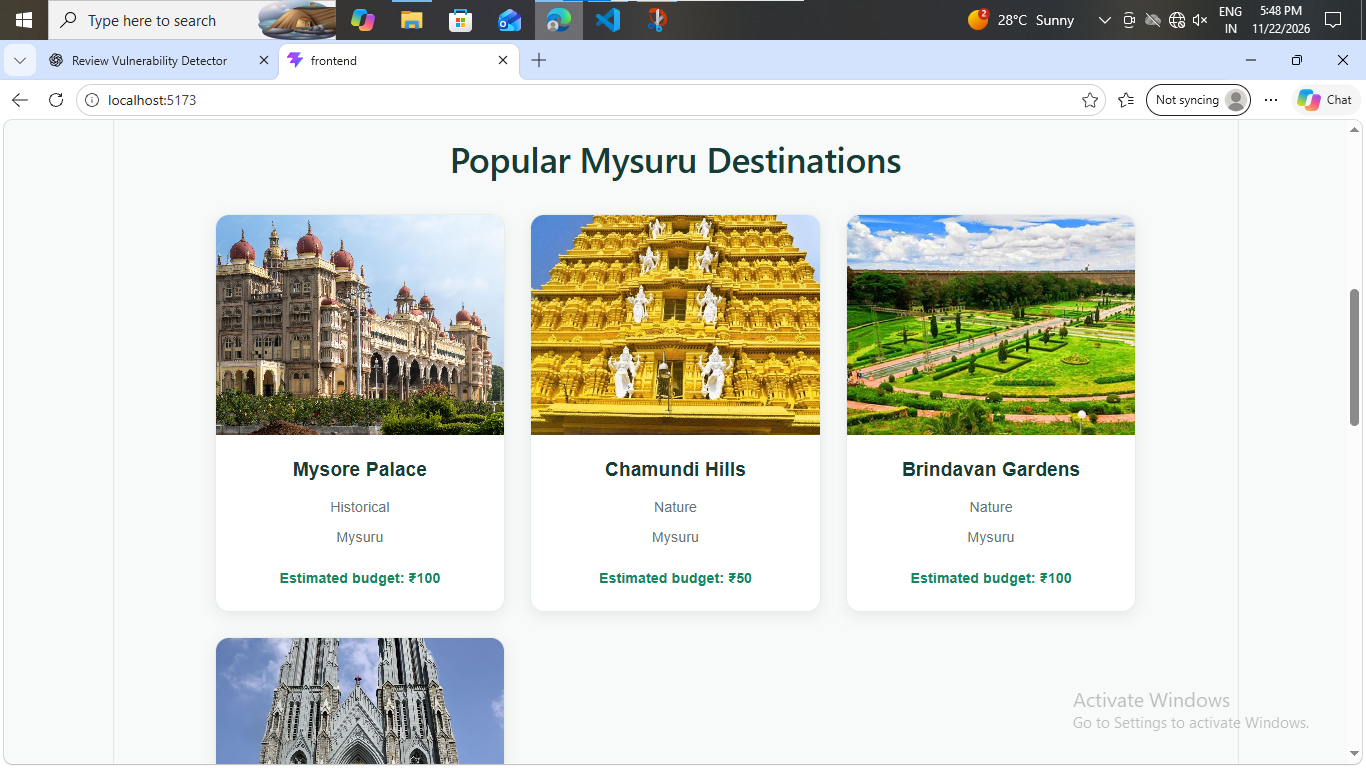 Type here to search
2
28°C Sunny
ENG
IN
5:48 PM
11/22/2026
Review Vulnerability Detector
frontend
localhost:5173
Not syncing
Chat
Popular Mysuru Destinations
Mysore Palace
Historical
Mysuru
Estimated budget: ₹100
Chamundi Hills
Nature
Mysuru
Estimated budget: ₹50
Brindavan Gardens
Nature
Mysuru
Estimated budget: ₹100
Activate Windows
Go to Settings to activate Windows.